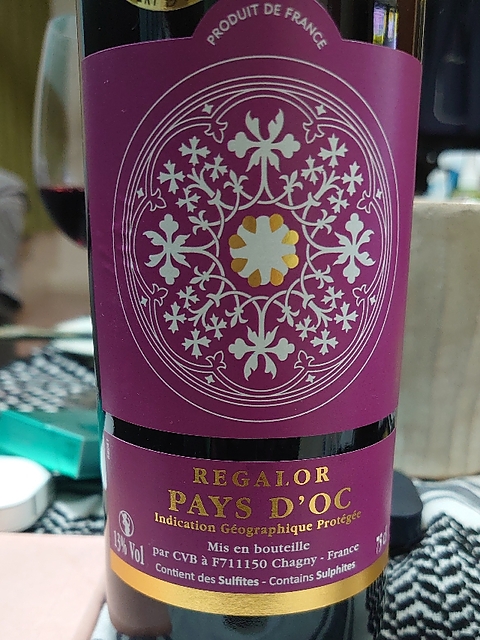 PRODUIT DE FRANCE
REGALOR
PAYS D'OC
Indication Géographique Protégée
Mis en bouteille
13% Vol
par CVB à F711150 Chagny - France
Contient des Sulfites - Contains Sulphites